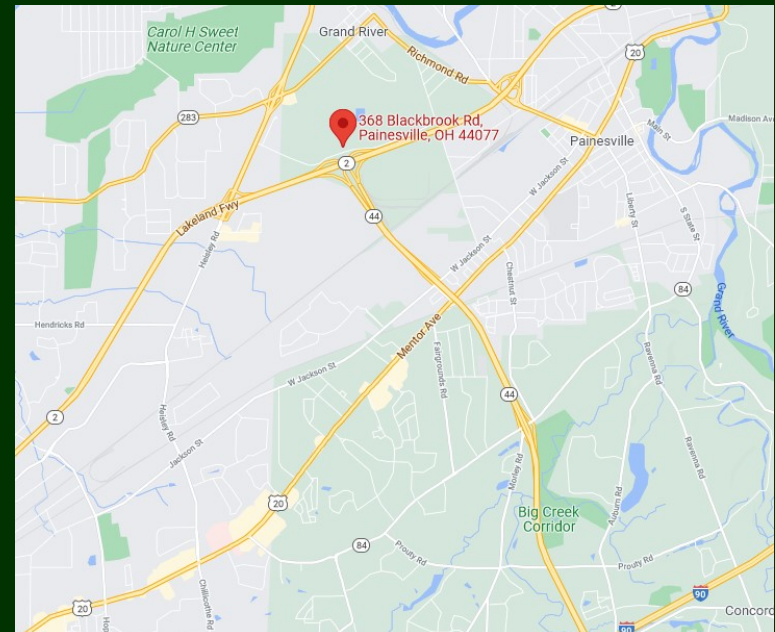 Carol H Sweet
Nature Center
Grand River
Richmond Rd
20
283
368 Blackbrook Rd,
Painesville, OH 44077
Madison Ave
Main St
Painesville
2
W Jackson St
Lakeland Fwy
44
Liberty St
S State St
Heisley Rd
W Jackson St
Chestnut St
84
Grand River
Hendricks Rd
Mentor Ave
Fairgrounds Rd
Ravenna Rd
W Jackson St
44
2
Heisley Rd
Jackson St
Morley Rd
Ravenna Rd
20
Auburn Rd
Big Creek
Corridor
84
Prouty Rd
Prouty Rd
Chillicothe Rd
90
20
Hop
Concord
90